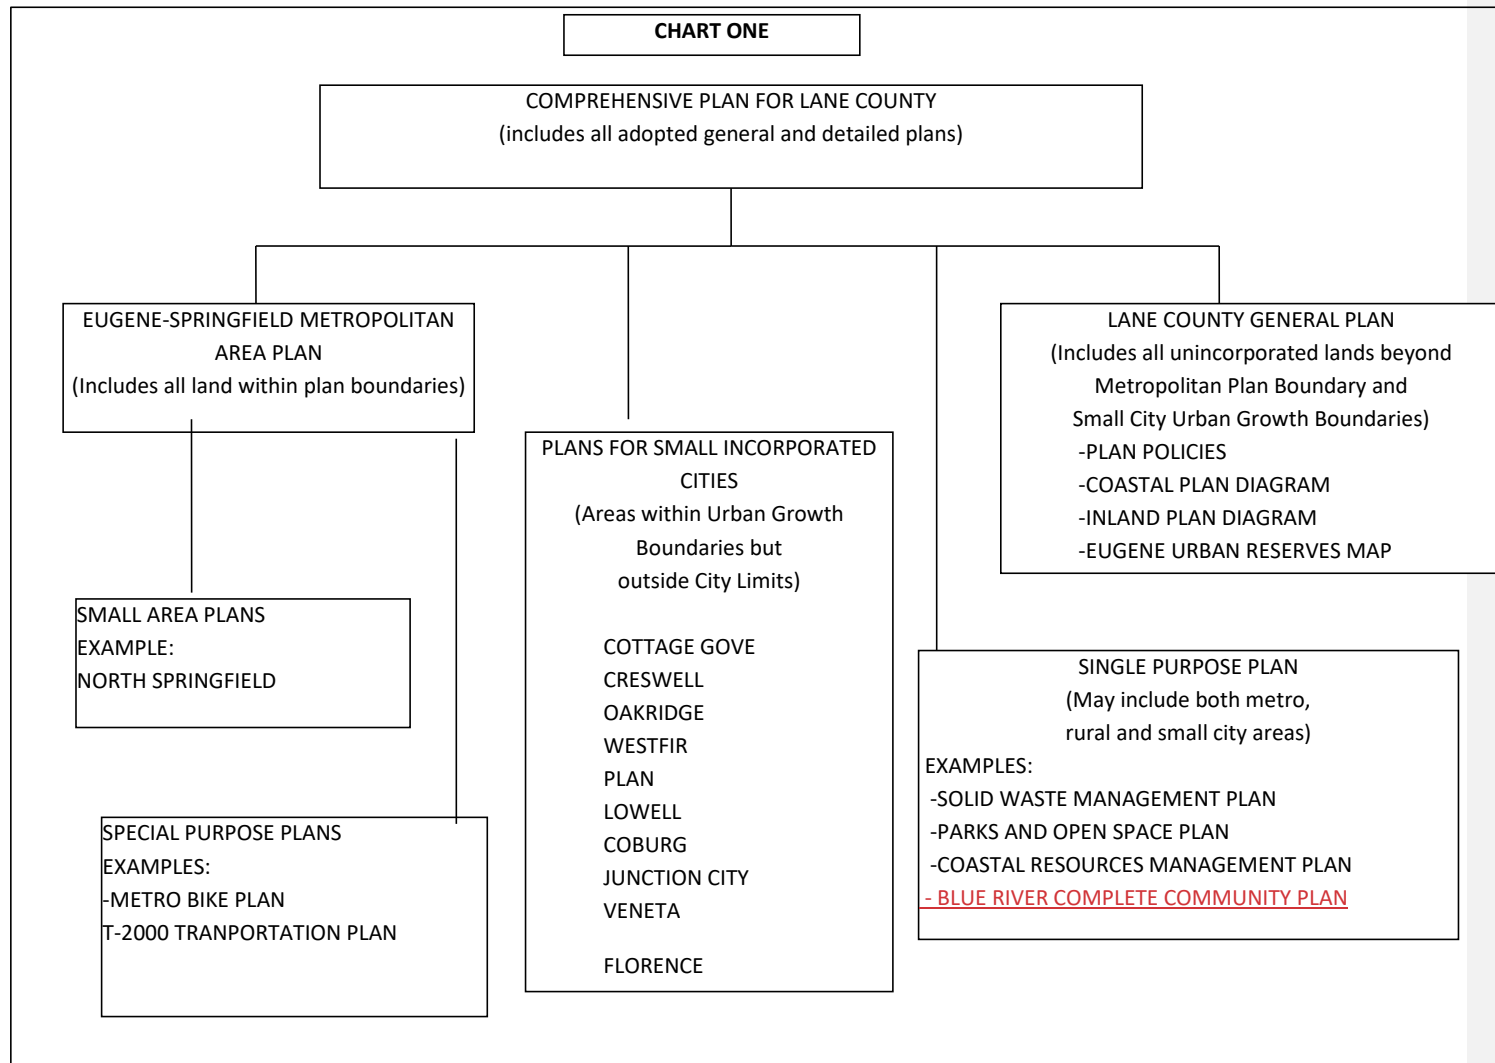 CHART ONE
COMPREHENSIVE PLAN FOR LANE COUNTY
(includes all adopted general and detailed plans)
EUGENE-SPRINGFIELD METROPOLITAN
AREA PLAN
(Includes all land within plan boundaries)
SMALL AREA PLANS
EXAMPLE:
NORTH SPRINGFIELD
SPECIAL PURPOSE PLANS
EXAMPLES:
-METRO BIKE PLAN
T-2000 TRANPORTATION PLAN
PLANS FOR SMALL INCORPORATED
CITIES
(Areas within Urban Growth
Boundaries but
outside City Limits)
COTTAGE GOVE
CRESWELL
OAKRIDGE
WESTFIR
PLAN
LOWELL
COBURG
JUNCTION CITY
VENETA
FLORENCE
LANE COUNTY GENERAL PLAN
(Includes all unincorporated lands beyond
Metropolitan Plan Boundary and
Small City Urban Growth Boundaries)
-PLAN POLICIES
-COASTAL PLAN DIAGRAM
-INLAND PLAN DIAGRAM
-EUGENE URBAN RESERVES MAP
SINGLE PURPOSE PLAN
(May include both metro,
rural and small city areas)
EXAMPLES:
-SOLID WASTE MANAGEMENT PLAN
-PARKS AND OPEN SPACE PLAN
-COASTAL RESOURCES MANAGEMENT PLAN
- BLUE RIVER COMPLETE COMMUNITY PLAN